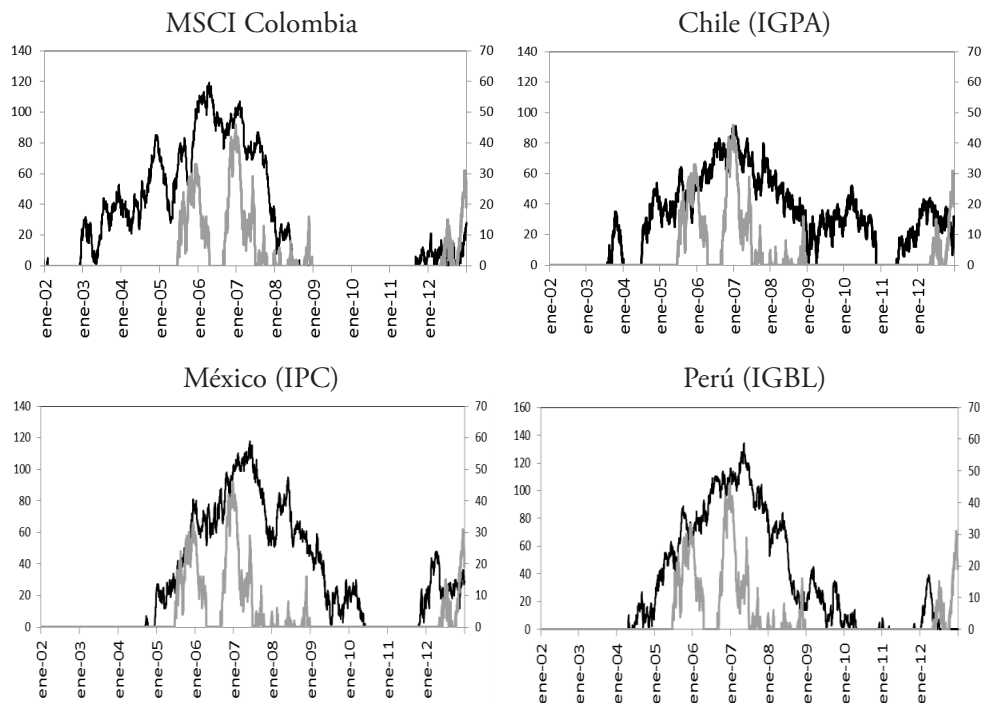 MSCI Colombia
140
120
100
80
60
40
20
0
70
60
50
40
30
20
10
0
ene-02
ene-03
ene-04
ene-05
ene-06
ene-07
ene-08
ene-09
ene-10
ene-11
ene-12
Chile (IGPA)
140
120
100
80
60
40
20
0
70
60
50
40
30
20
10
0
ene-02
ene-03
ene-04
ene-05
ene-06
ene-07
ene-08
ene-09
ene-10
ene-11
ene-12
México (IPC)
140
120
100
80
60
40
20
0
70
60
50
40
30
20
10
0
ene-02
ene-03
ene-04
ene-05
ene-06
ene-07
ene-08
ene-09
ene-10
ene-11
ene-12
Perú (IGBL)
160
140
120
100
80
60
40
20
0
70
60
50
40
30
20
10
0
ene-02
ene-03
ene-04
ene-05
ene-06
ene-07
ene-08
ene-09
ene-10
ene-11
ene-12